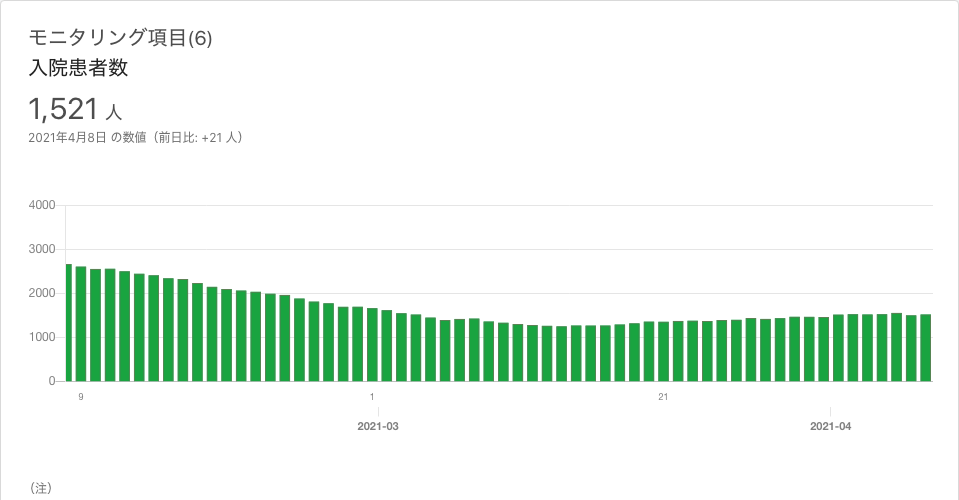 モニタリング項目(6)
入院患者数
1,521 人
2021年4月8日 の数値（前日比: +21 人）
4000
3000
2000
1000
0
9
1
21
2021-03
2021-04
（注）